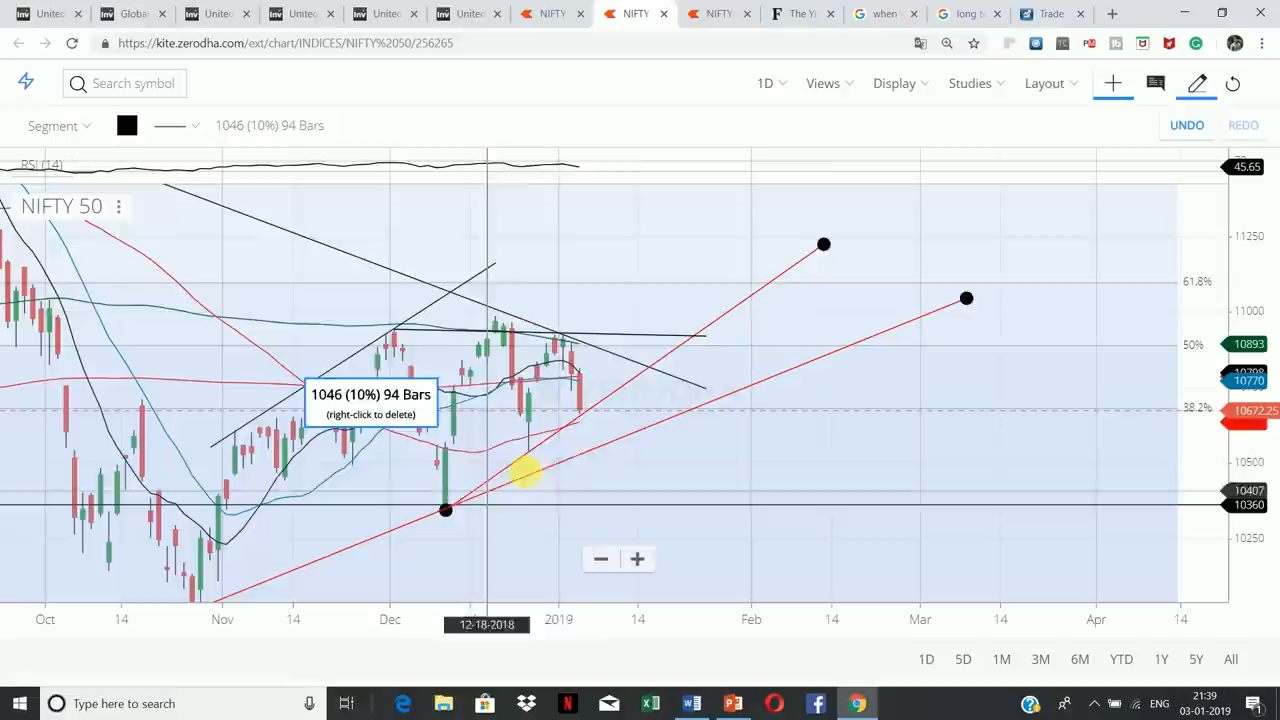 United
Globa
United
United
United
United
NIFTY
NIFTY
NIFTY
The Yi
when
long t
Trade
https://kite.zerodha.com/ext/chart/INDICES/NIFTY%2050/256265
Search symbol
1D Views Display Studies Layout
Segment 1046 (10%) 94 Bars UNDO REDO
RSI (14)
45.65
NIFTY 50
11250
61.8%
11000
50% 10893
10770
38.2% 10672.25
1046 (10%) 94 Bars
(right-click to delete)
10500
10407
10360
10250
Oct 14 Nov 14 Dec 12-18-2018 2019 14 Feb 14 Mar 14 Apr 14
1D 5D 1M 3M 6M YTD 1Y 5Y All
Type here to search
ENG
21:39
03-01-2019